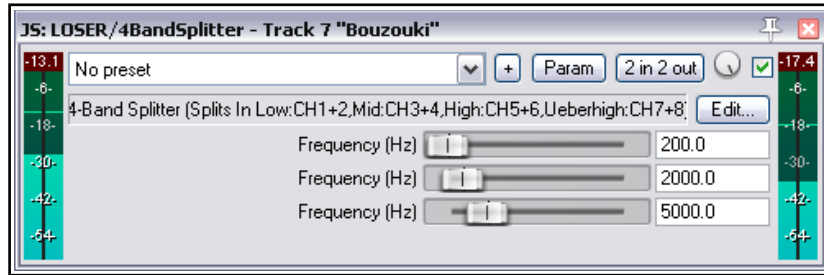 JS: LOSER/4BandSplitter - Track 7 "Bouzouki"
-13.1 No preset + Param 2 in 2 out -17.4
-6- -6-
4-Band Splitter (Splits In Low:CH1+2,Mid:CH3+4,High:CH5+6,Ueberhigh:CH7+8) Edit...
-18- -18-
Frequency (Hz) 200.0
-30- -30-
Frequency (Hz) 2000.0
-42- -42-
Frequency (Hz) 5000.0
-54- -54-